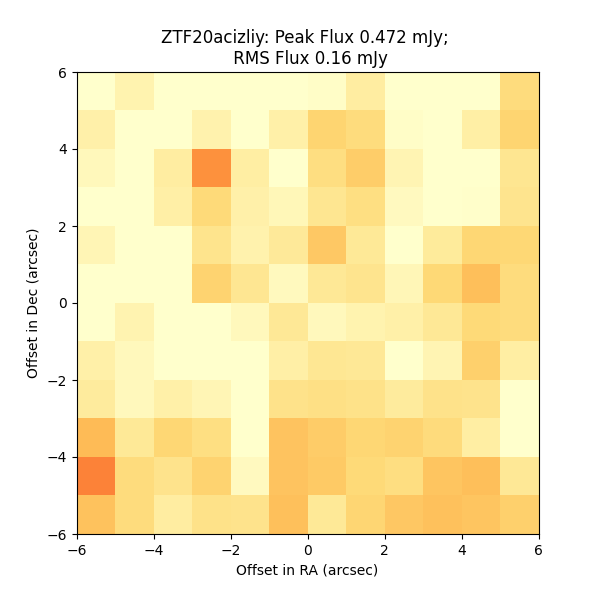 ZTF20acizliy: Peak Flux 0.472 mJy;
RMS Flux 0.16 mJy
6
4
2
0
−2
−4
−6
Offset in Dec (arcsec)
−6 −4 −2 0 2 4 6
Offset in RA (arcsec)